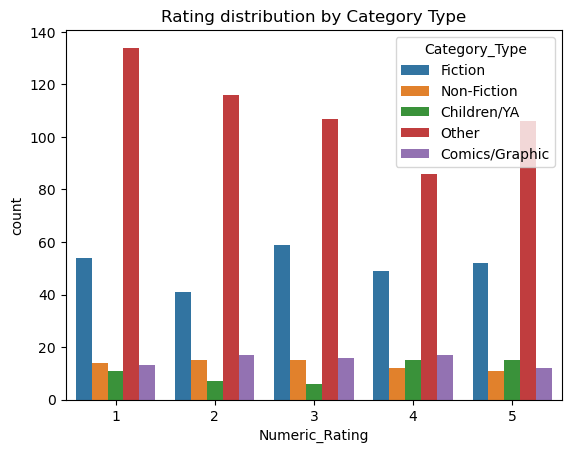 Rating distribution by Category Type
140
120
100
80
60
40
20
0
count
Category_Type
Fiction
Non-Fiction
Children/YA
Other
Comics/Graphic
1 2 3 4 5
Numeric_Rating